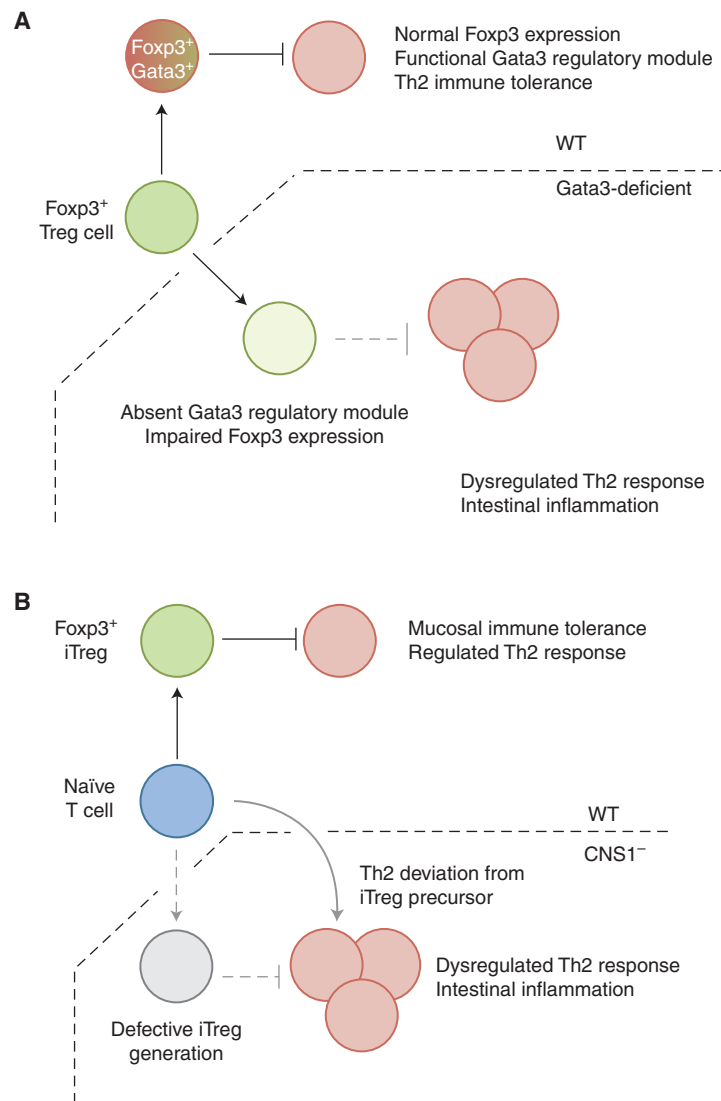 A
Foxp3⁺
Gata3⁺
Normal Foxp3 expression
Functional Gata3 regulatory module
Th2 immune tolerance
WT
Gata3-deficient
Foxp3⁺
Treg cell
Absent Gata3 regulatory module
Impaired Foxp3 expression
Dysregulated Th2 response
Intestinal inflammation
B
Foxp3⁺
iTreg
Mucosal immune tolerance
Regulated Th2 response
Naïve
T cell
WT
CNS1⁻
Th2 deviation from
iTreg precursor
Dysregulated Th2 response
Intestinal inflammation
Defective iTreg
generation